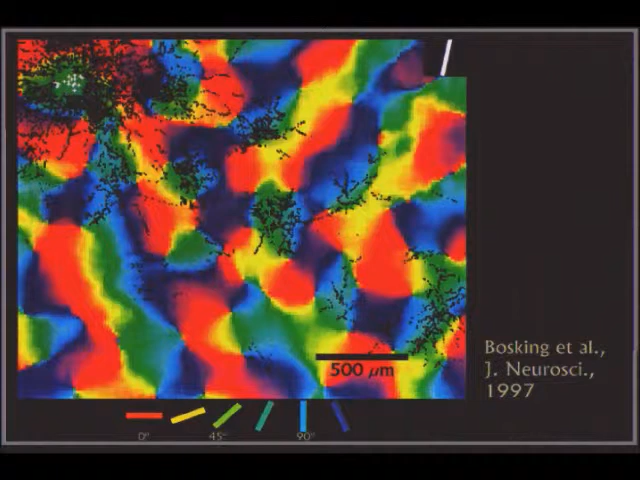 500 μm
Bosking et al.,
J. Neurosci.,
1997
0° 45° 90°